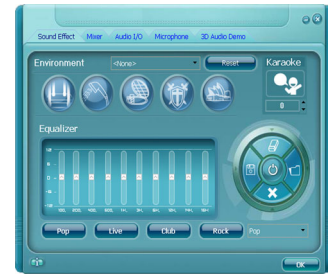 Sound Effect Mixer Audio I/O Microphone 3D Audio Demo
Environment <None> Reset Karaoke
0
Equalizer
Pop Live Club Rock Pop
OK